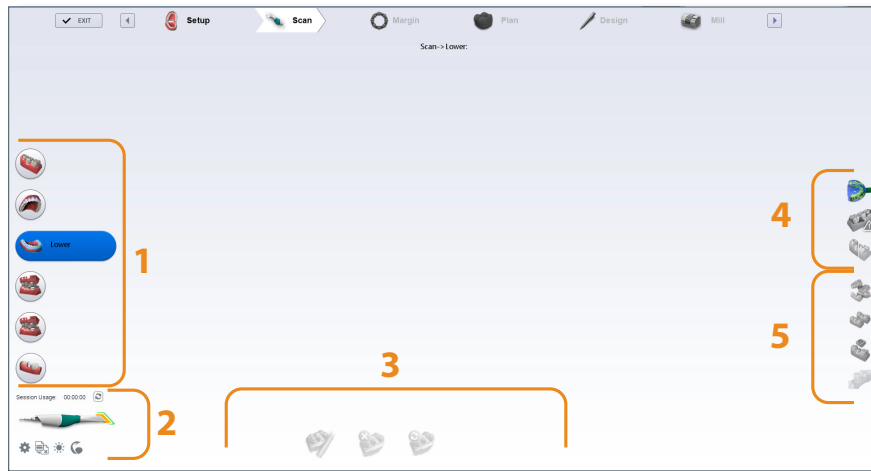 EXIT Setup Scan Margin Plan Design Mill
Scan->Lower:
4
Lower
1
5
3
Session Usage: 00:00:00
2